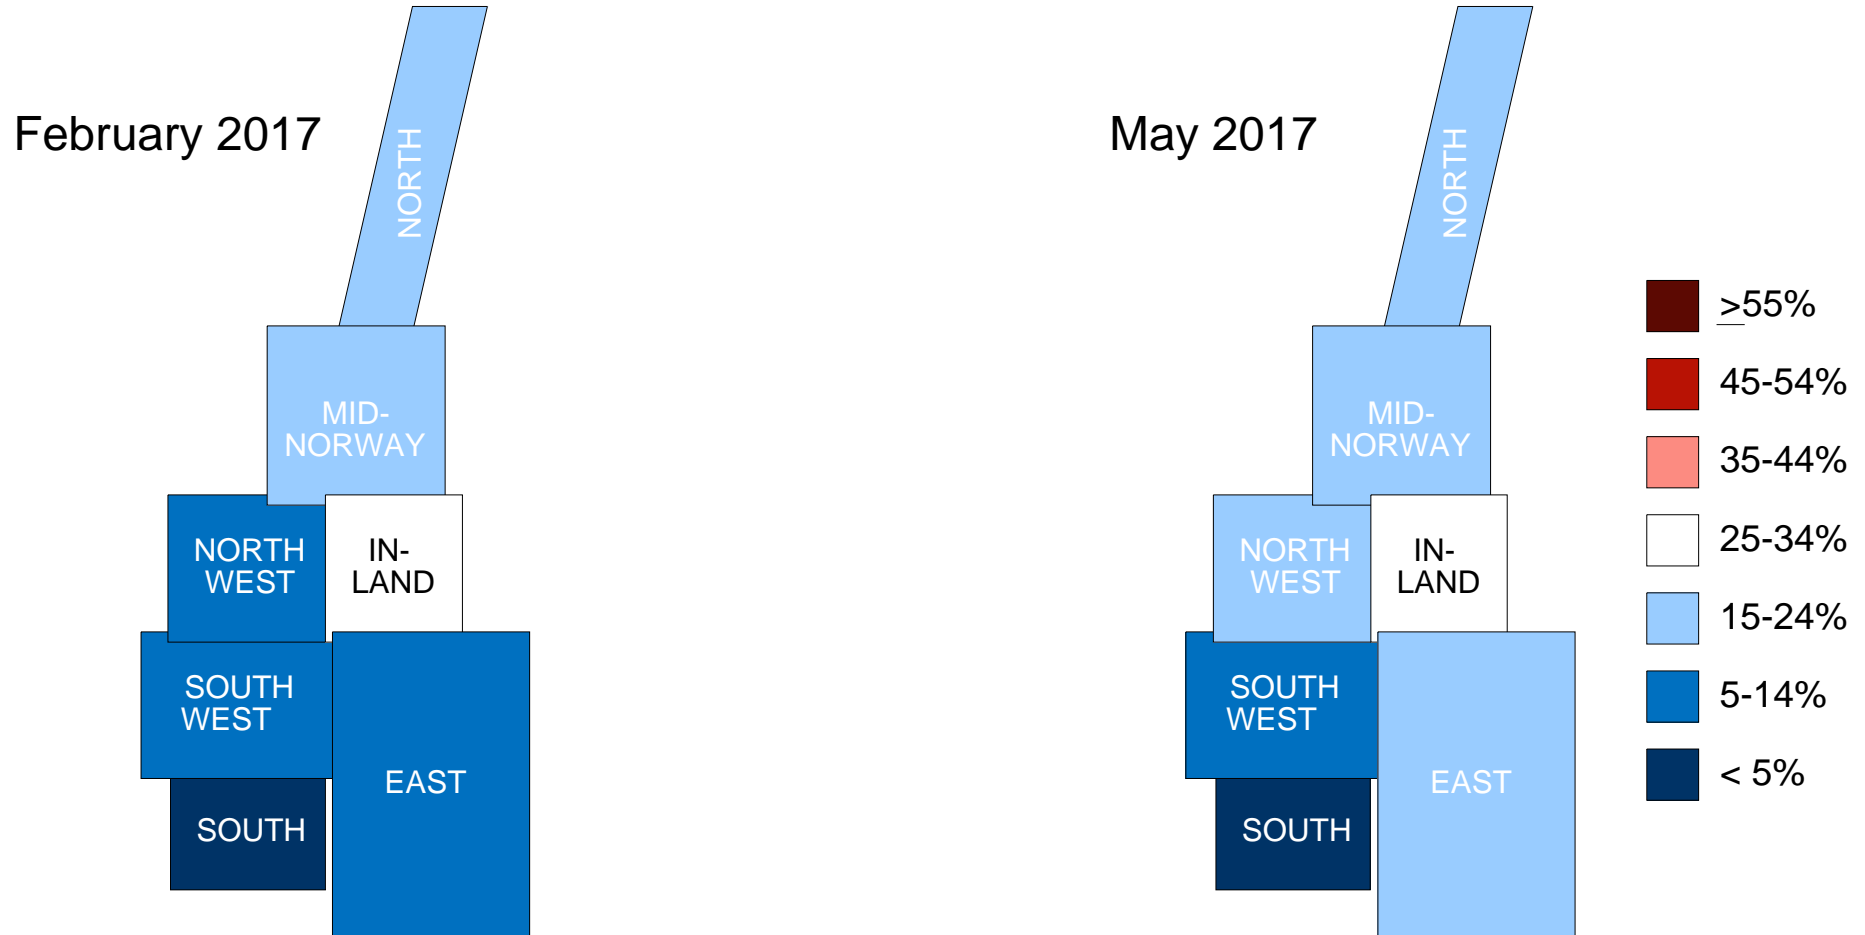 February 2017
NORTH
MID-
NORWAY
NORTH
WEST
IN-
LAND
SOUTH
WEST
EAST
SOUTH
May 2017
NORTH
MID-
NORWAY
NORTH
WEST
IN-
LAND
SOUTH
WEST
EAST
SOUTH
≥55%
45-54%
35-44%
25-34%
15-24%
5-14%
< 5%